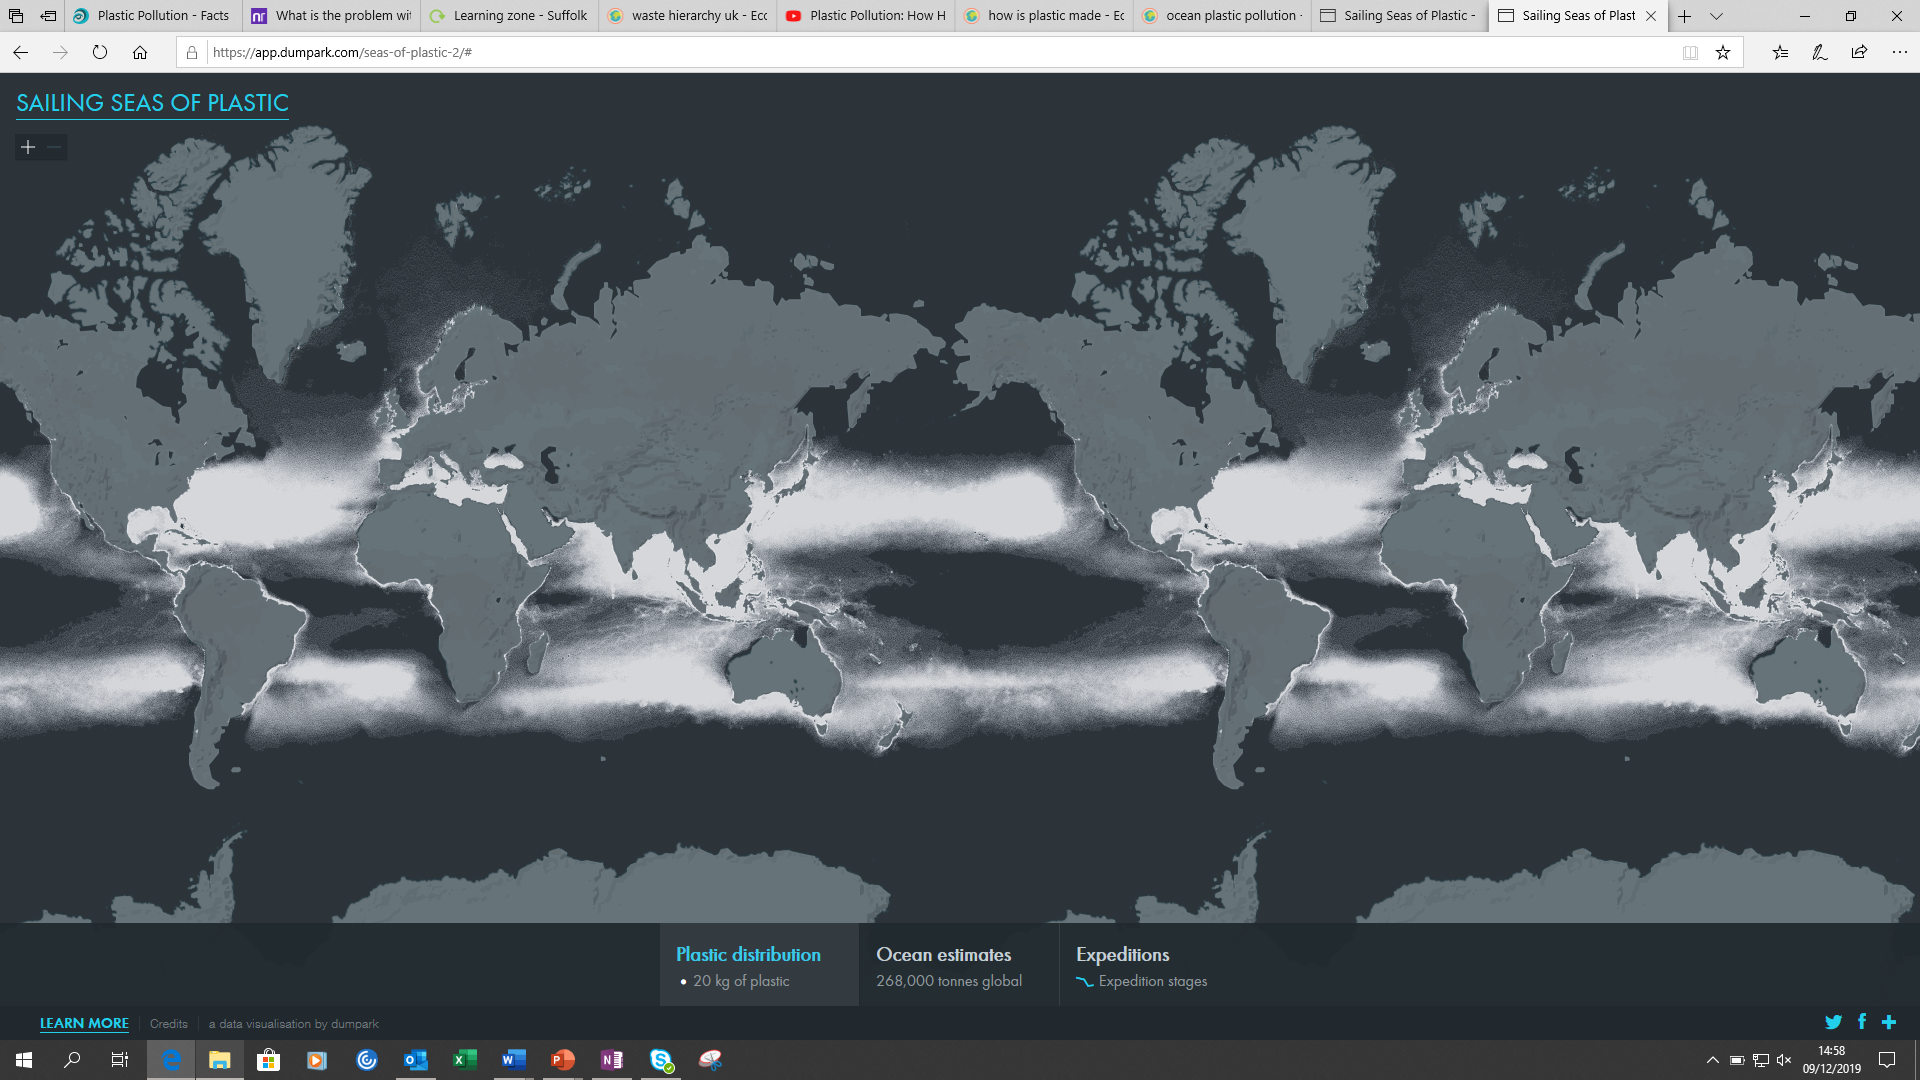 Plastic Pollution - Facts
What is the problem wit
Learning zone - Suffolk
waste hierarchy uk - Ecc
Plastic Pollution: How H
how is plastic made - Ec
ocean plastic pollution -
Sailing Seas of Plastic -
Sailing Seas of Plast
https://app.dumpark.com/seas-of-plastic-2/#
SAILING SEAS OF PLASTIC
Plastic distribution
20 kg of plastic
Ocean estimates
268,000 tonnes global
Expeditions
Expedition stages
LEARN MORE
Credits
a data visualisation by dumpark
14:58
09/12/2019